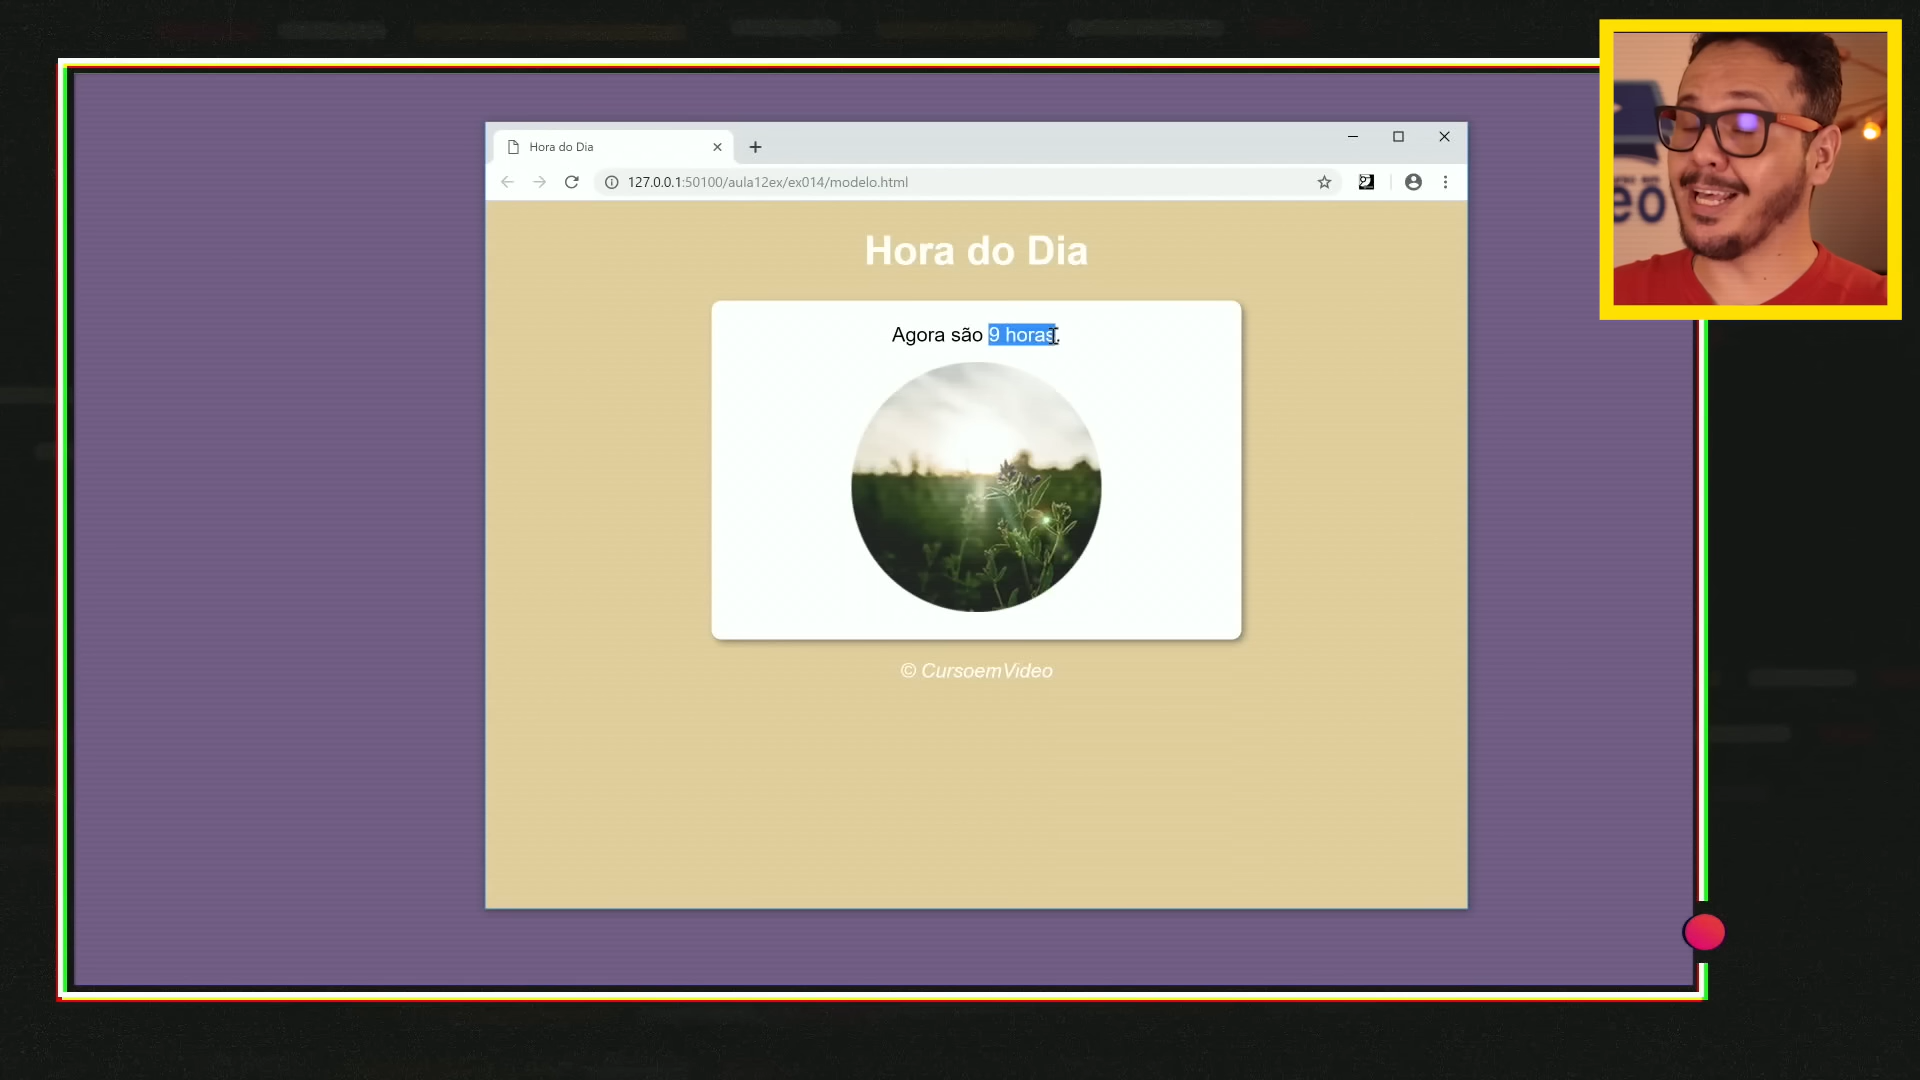 Hora do Dia
127.0.0.1:50100/aula12ex/ex014/modelo.html
Hora do Dia
Agora são 9 horas.
© CursoemVideo